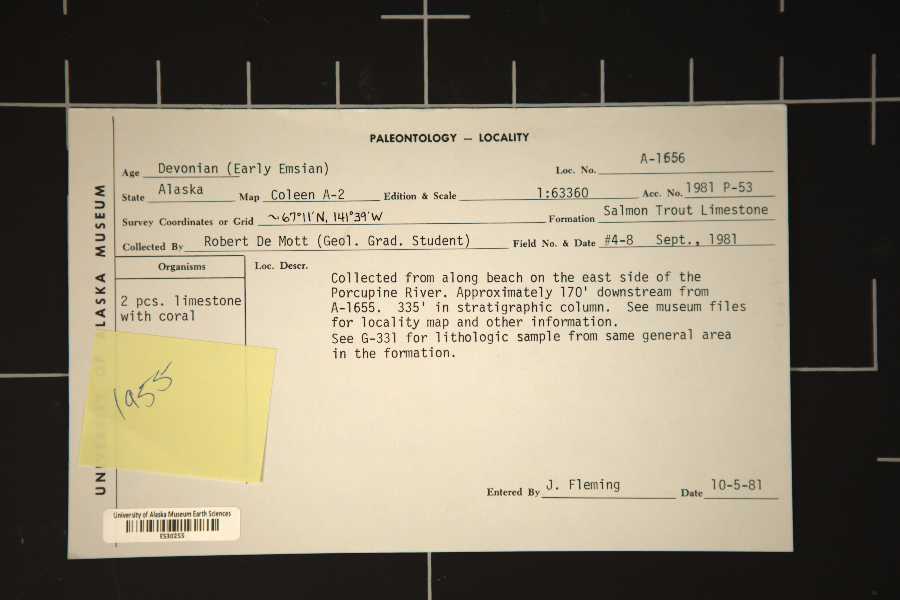 PALEONTOLOGY — LOCALITY
Age Devonian (Early Emsian) Loc. No. A-1656
State Alaska Map Coleen A-2 Edition & Scale 1:63360 Acc. No. 1981 P-53
Survey Coordinates or Grid ~67°11'N, 141°39'W Formation Salmon Trout Limestone
Collected By Robert De Mott (Geol. Grad. Student) Field No. & Date #4-8 Sept., 1981
Organisms
2 pcs. limestone
with coral
Loc. Descr.
Collected from along beach on the east side of the
Porcupine River. Approximately 170' downstream from
A-1655. 335' in stratigraphic column. See museum files
for locality map and other information.
See G-331 for lithologic sample from same general area
in the formation.
1955
Entered By J. Fleming Date 10-5-81
UNIVERSITY OF ALASKA MUSEUM
University of Alaska Museum Earth Sciences
ES30255